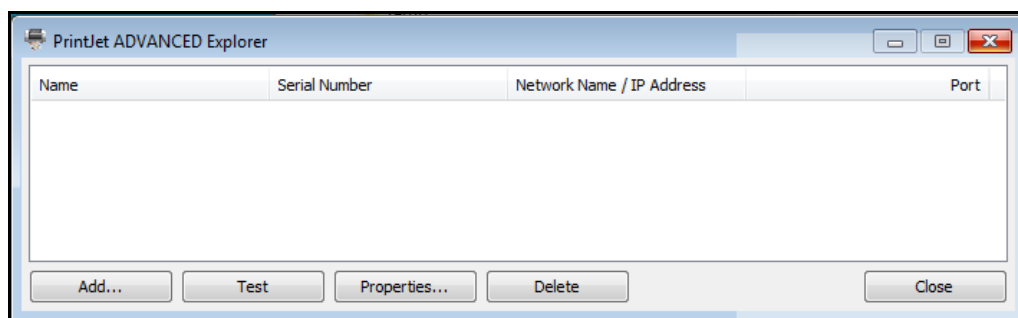 PrintJet ADVANCED Explorer
Name Serial Number Network Name / IP Address Port
Add... Test Properties... Delete Close